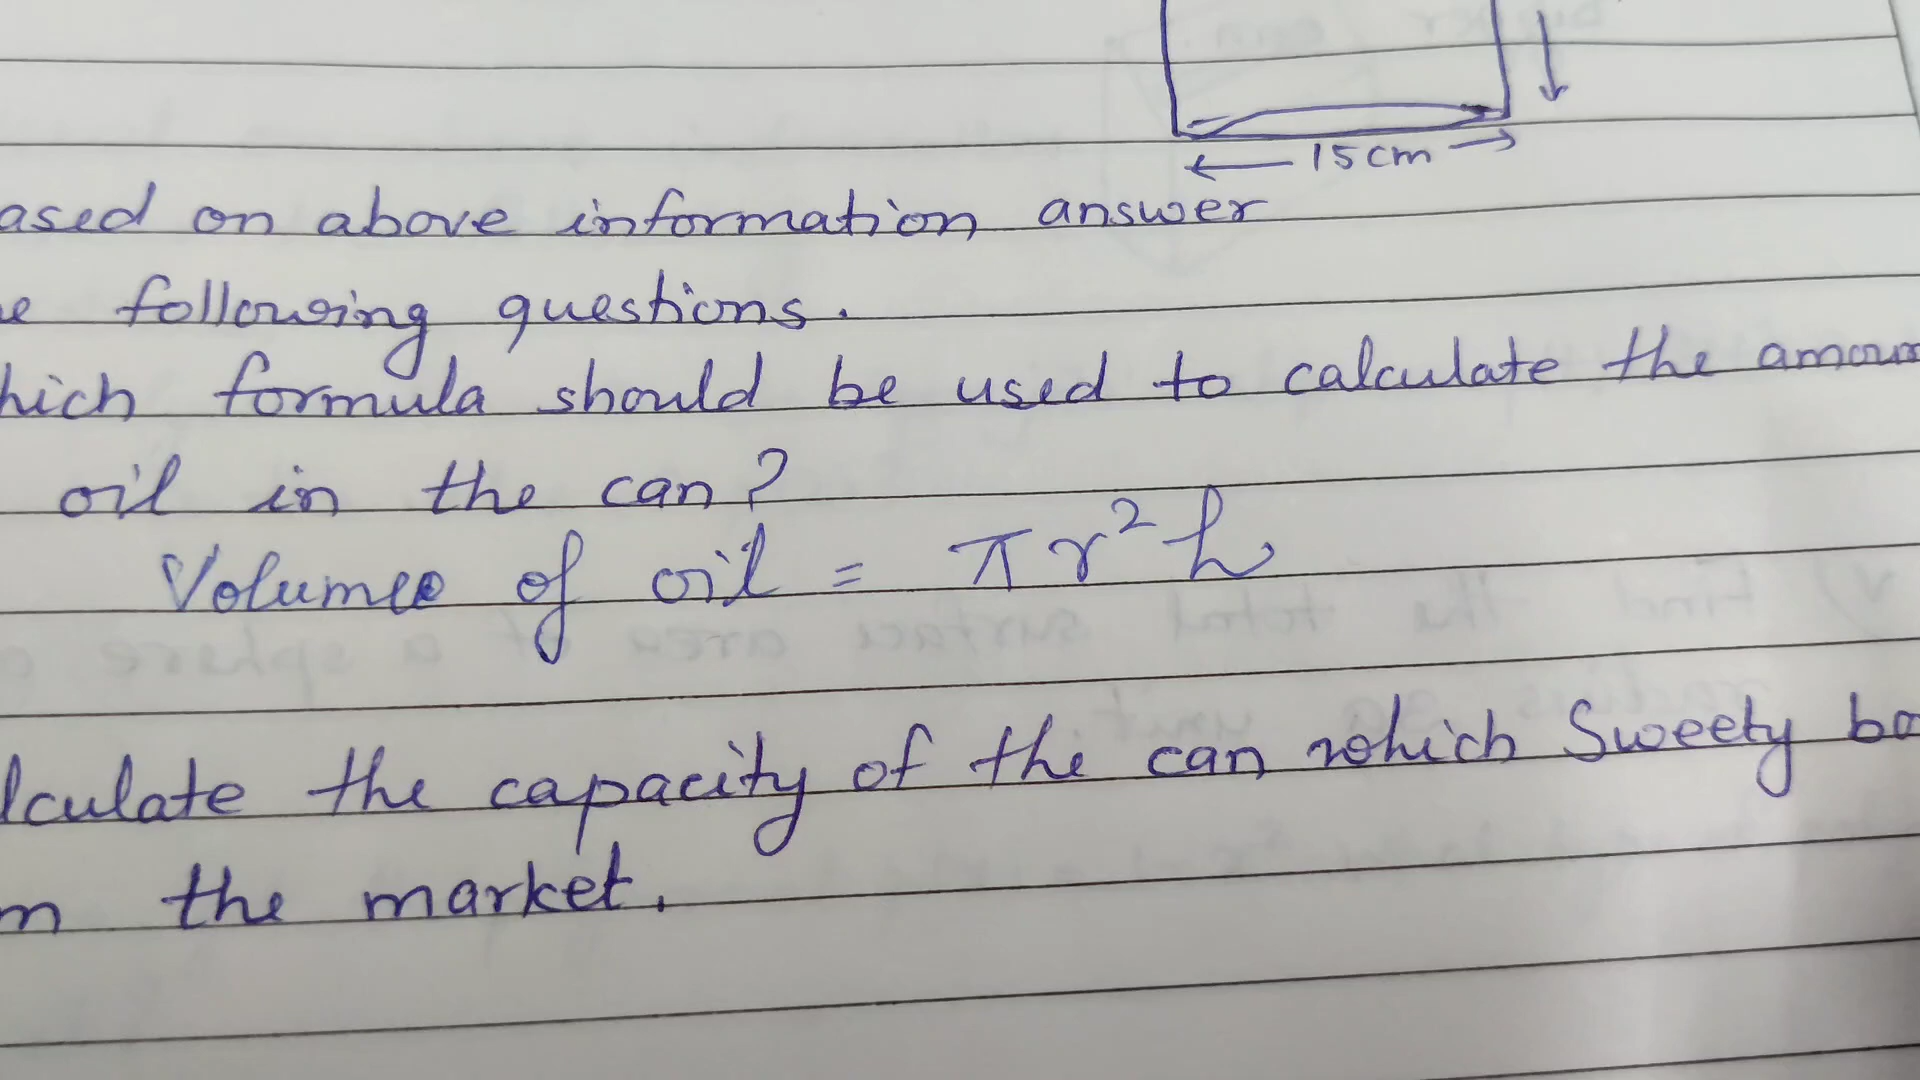 15cm
ased on above information answer
e following questions.
hich formula should be used to calculate the amoun
oil in the can?
Volume of oil = πr²h
lculate the capacity of the can which Sweety bo
m the market.